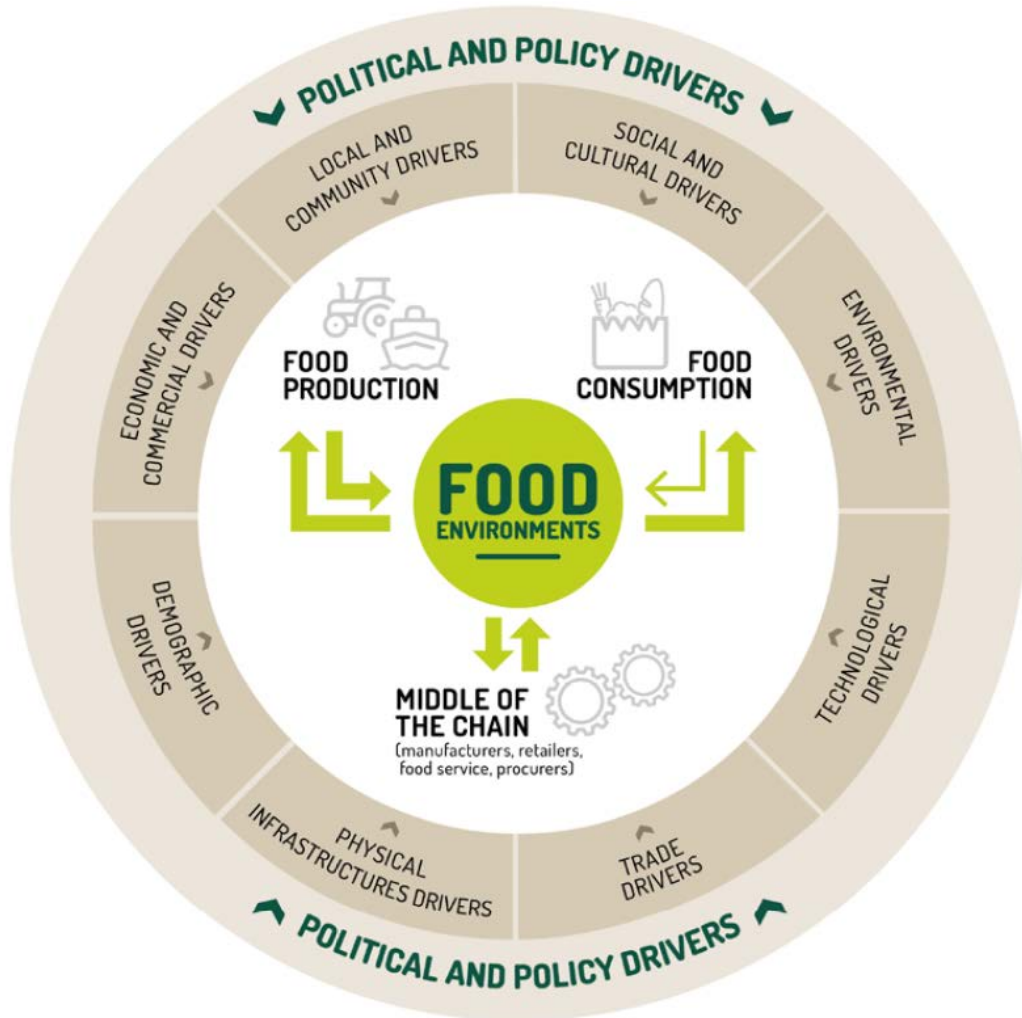 POLITICAL AND POLICY DRIVERS
LOCAL AND
COMMUNITY DRIVERS
SOCIAL AND
CULTURAL DRIVERS
ECONOMIC AND
COMMERCIAL DRIVERS
ENVIRONMENTAL
DRIVERS
FOOD
PRODUCTION
FOOD
CONSUMPTION
FOOD
ENVIRONMENTS
DEMOGRAPHIC
DRIVERS
TECHNOLOGICAL
DRIVERS
MIDDLE OF
THE CHAIN
(manufacturers, retailers,
food service, procurers)
PHYSICAL
INFRASTRUCTURES DRIVERS
TRADE
DRIVERS
POLITICAL AND POLICY DRIVERS